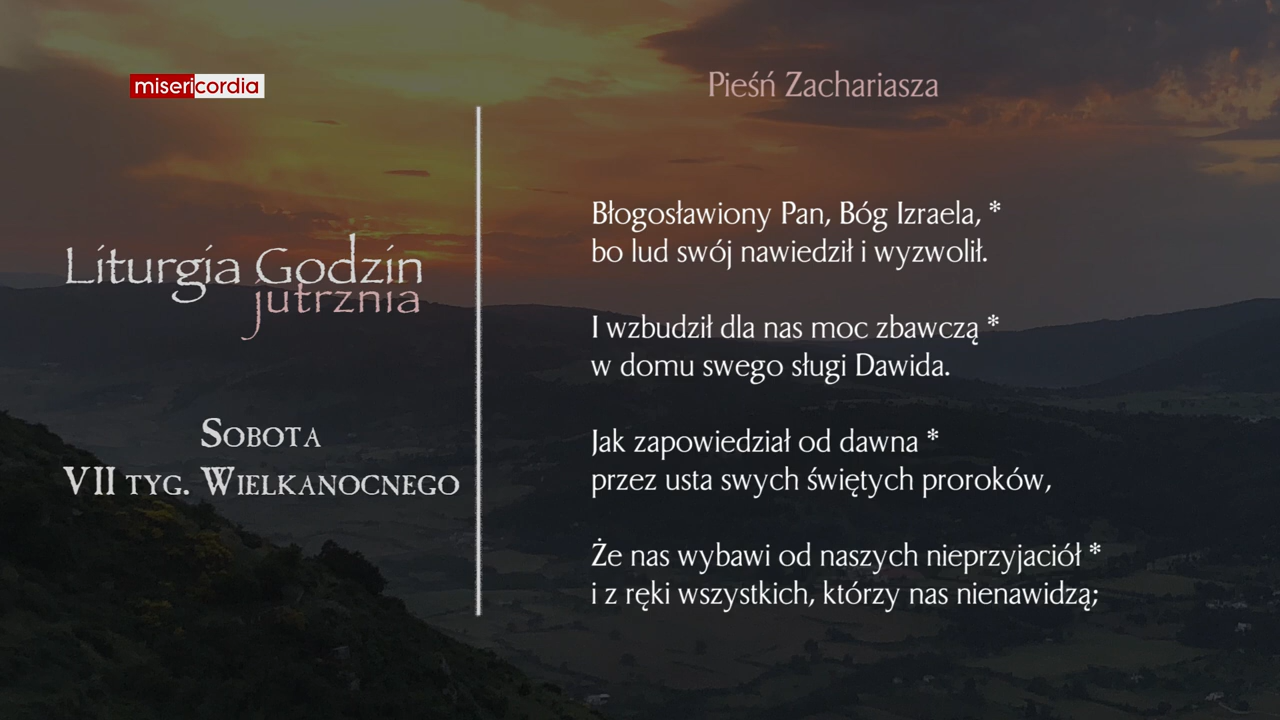 misericordia
Liturgia Godzin
jutrznia
Sobota
VII tyg. Wielkanocnego
Pieśń Zachariasza
Błogosławiony Pan, Bóg Izraela, *
bo lud swój nawiedził i wyzwolił.
I wzbudził dla nas moc zbawczą *
w domu swego sługi Dawida.
Jak zapowiedział od dawna *
przez usta swych świętych proroków,
Że nas wybawi od naszych nieprzyjaciół *
i z ręki wszystkich, którzy nas nienawidzą;